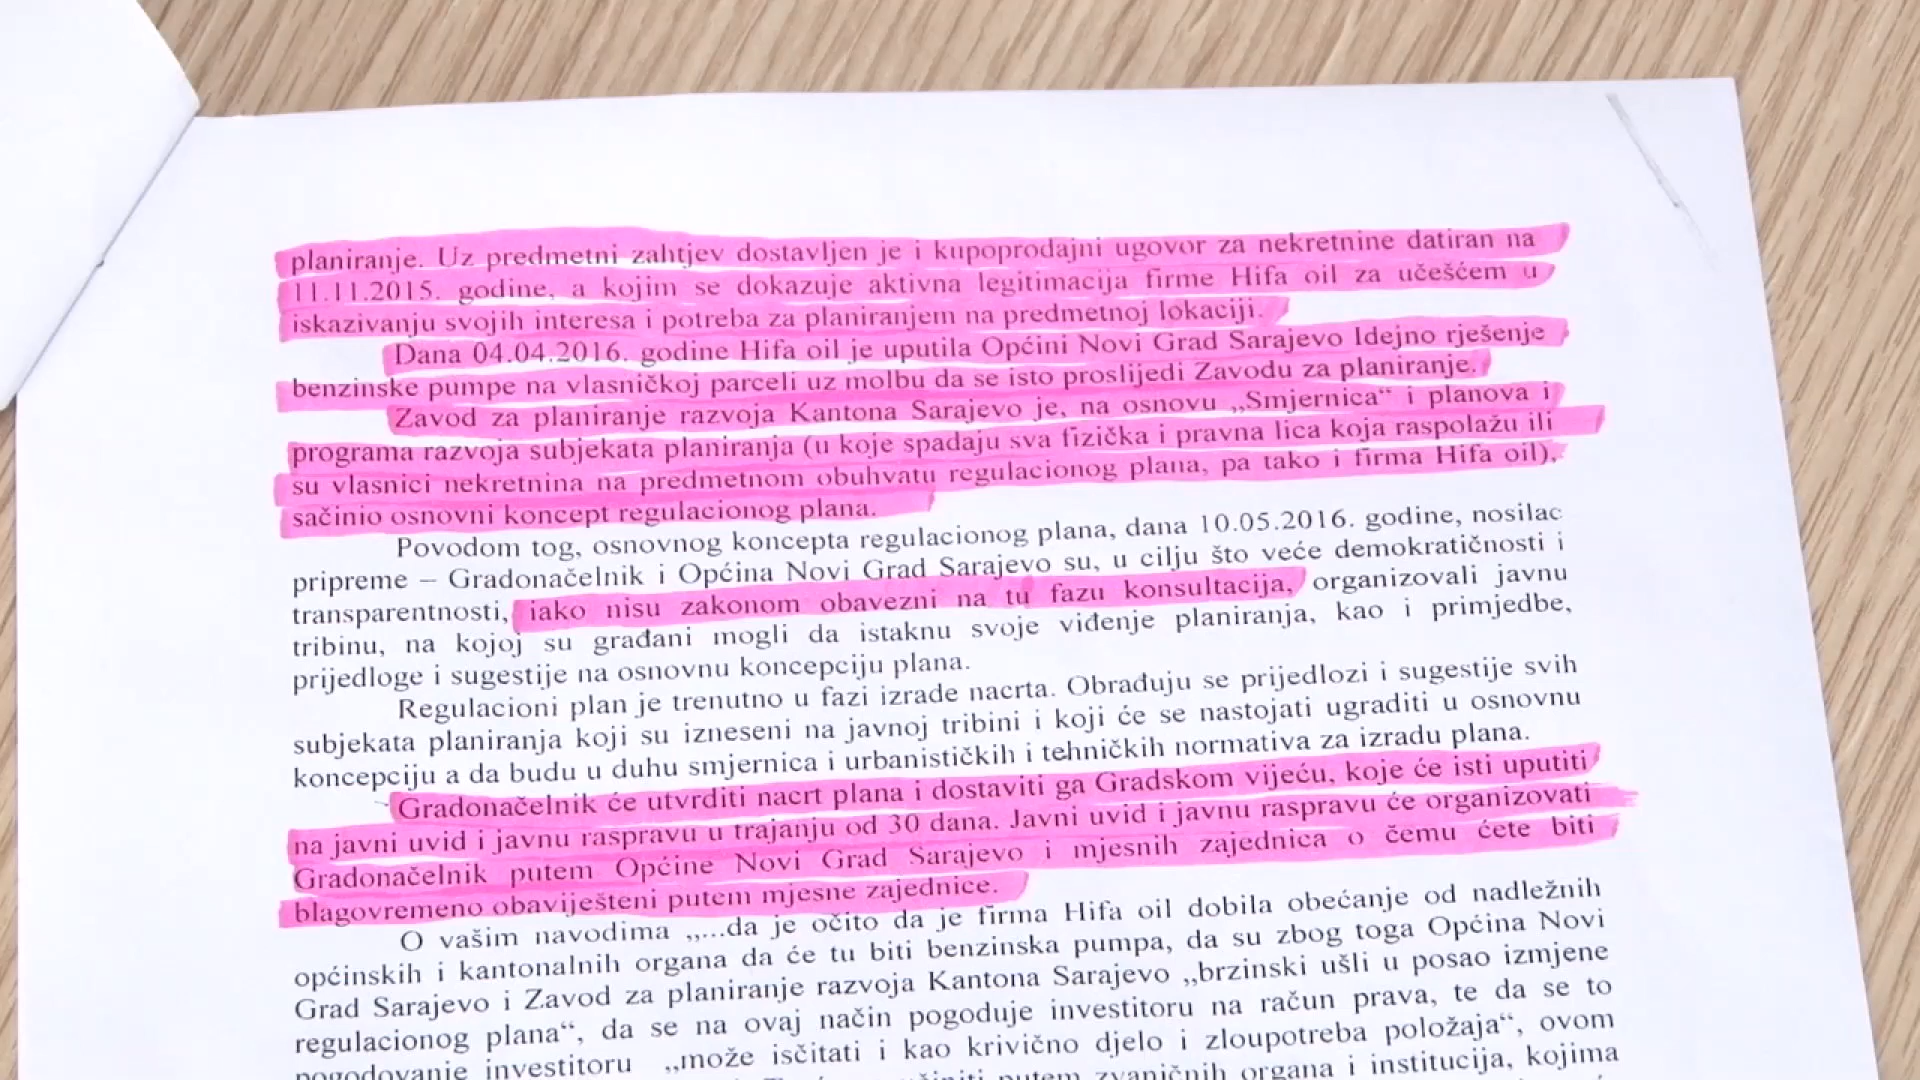 planiranje. Uz predmetni zahtjev dostavljen je i kupoprodajni ugovor za nekretnine datiran na
11.11.2015. godine, a kojim se dokazuje aktivna legitimacija firme Hifa oil za učešćem u
iskazivanju svojih interesa i potreba za planiranjem na predmetnoj lokaciji.
Dana 04.04.2016. godine Hifa oil je uputila Općini Novi Grad Sarajevo Idejno rješenje
benzinske pumpe na vlasničkoj parceli uz molbu da se isto proslijedi Zavodu za planiranje.
Zavod za planiranje razvoja Kantona Sarajevo je, na osnovu „Smjernica“ i planova i
programa razvoja subjekata planiranja (u koje spadaju sva fizička i pravna lica koja raspolažu ili
su vlasnici nekretnina na predmetnom obuhvatu regulacionog plana, pa tako i firma Hifa oil),
sačinio osnovni koncept regulacionog plana.
Povodom tog, osnovnog koncepta regulacionog plana, dana 10.05.2016. godine, nosilac
pripreme – Gradonačelnik i Općina Novi Grad Sarajevo su, u cilju što veće demokratičnosti i
transparentnosti, iako nisu zakonom obavezni na tu fazu konsultacija, organizovali javnu
tribinu, na kojoj su građani mogli da istaknu svoje viđenje planiranja, kao i primjedbe,
prijedloge i sugestije na osnovnu koncepciju plana.
Regulacioni plan je trenutno u fazi izrade nacrta. Obrađuju se prijedlozi i sugestije svih
subjekata planiranja koji su izneseni na javnoj tribini i koji će se nastojati ugraditi u osnovnu
koncepciju a da budu u duhu smjernica i urbanističkih i tehničkih normativa za izradu plana.
Gradonačelnik će utvrditi nacrt plana i dostaviti ga Gradskom vijeću, koje će isti uputiti
na javni uvid i javnu raspravu u trajanju od 30 dana. Javni uvid i javnu raspravu će organizovati
Gradonačelnik putem Općine Novi Grad Sarajevo i mjesnih zajednica o čemu ćete biti
blagovremeno obaviješteni putem mjesne zajednice.
O vašim navodima „...da je očito da je firma Hifa oil dobila obećanje od nadležnih
općinskih i kantonalnih organa da će tu biti benzinska pumpa, da su zbog toga Općina Novi
Grad Sarajevo i Zavod za planiranje razvoja Kantona Sarajevo „brzinski ušli u posao izmjene
regulacionog plana“, da se na ovaj način pogoduje investitoru na račun prava, te da se to
pogodovanje investitoru „može isčitati i kao krivično djelo i zloupotreba položaja“, ovom
putem zvaničnih organa i institucija, kojima